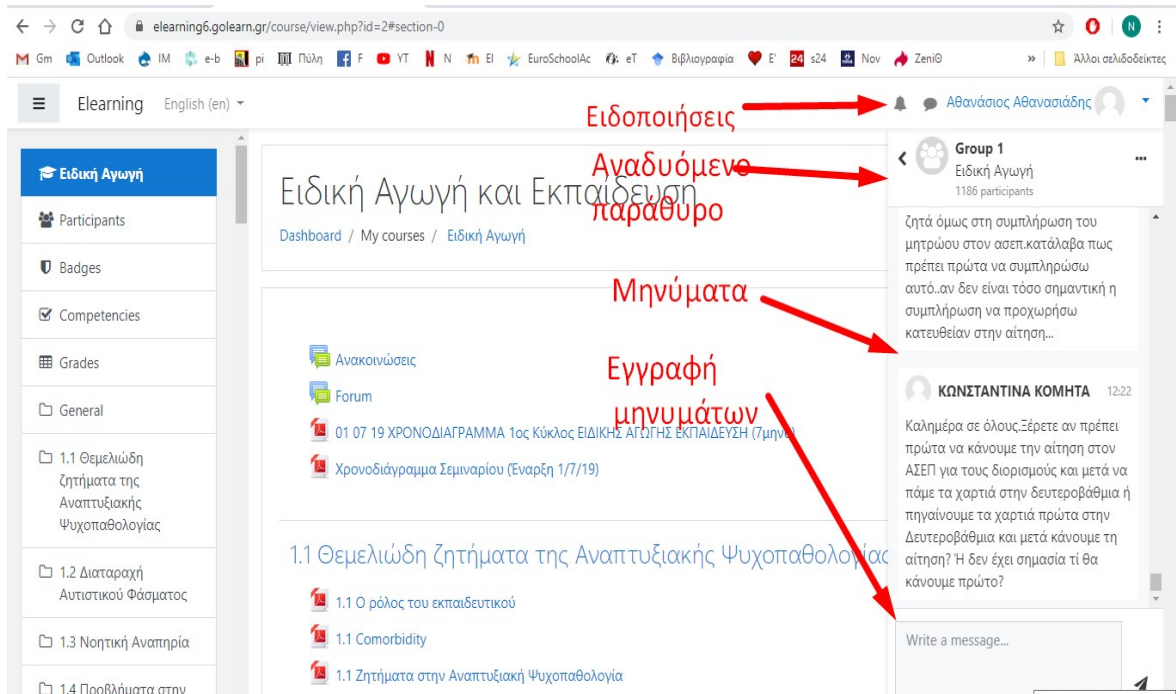 elearning6.golearn.gr/course/view.php?id=2#section-0
N
Gm Outlook IM e-b pi Πύλη F YT N El EuroSchoolAc eT Βιβλιογραφία Ε' 24 s24 Nov ZeniΘ » Άλλοι σελιδοδείκτες
Elearning English (en)
Αθανάσιος Αθανασιάδης
Ειδοποιήσεις
Αναδυόμενο
παράθυρο
Μηνύματα
Εγγραφή
μηνυμάτων
Ειδική Αγωγή
Participants
Badges
Competencies
Grades
General
1.1 Θεμελιώδη
ζητήματα της
Αναπτυξιακής
Ψυχοπαθολογίας
1.2 Διαταραχή
Αυτιστικού Φάσματος
1.3 Νοητική Αναπηρία
1.4 Προβλήματα στην
Ειδική Αγωγή και Εκπαίδευση
Dashboard / My courses / Ειδική Αγωγή
Ανακοινώσεις
Forum
01 07 19 ΧΡΟΝΟΔΙΑΓΡΑΜΜΑ 1ος Κύκλος ΕΙΔΙΚΗΣ ΑΓΩΓΗΣ ΕΚΠΑΙΔΕΥΣΗ (7μηνο)
Χρονοδιάγραμμα Σεμιναρίου (Έναρξη 1/7/19)
1.1 Θεμελιώδη ζητήματα της Αναπτυξιακής Ψυχοπαθολογίας
1.1 Ο ρόλος του εκπαιδευτικού
1.1 Comorbidity
1.1 Ζητήματα στην Αναπτυξιακή Ψυχοπαθολογία
Group 1
Ειδική Αγωγή
1186 participants
ζητά όμως στη συμπλήρωση του
μητρώου στον ασεπ.κατάλαβα πως
πρέπει πρώτα να συμπληρώσω
αυτό..αν δεν είναι τόσο σημαντική η
συμπλήρωση να προχωρήσω
κατευθείαν στην αίτηση...
ΚΩΝΣΤΑΝΤΙΝΑ ΚΟΜΗΤΑ 12:22
Καλημέρα σε όλους.Ξέρετε αν πρέπει
πρώτα να κάνουμε την αίτηση στον
ΑΣΕΠ για τους διορισμούς και μετά να
πάμε τα χαρτιά στην δευτεροβάθμια ή
πηγαίνουμε τα χαρτιά πρώτα στην
Δευτεροβάθμια και μετά κάνουμε τη
αίτηση? Ή δεν έχει σημασία τί θα
κάνουμε πρώτο?
Write a message...